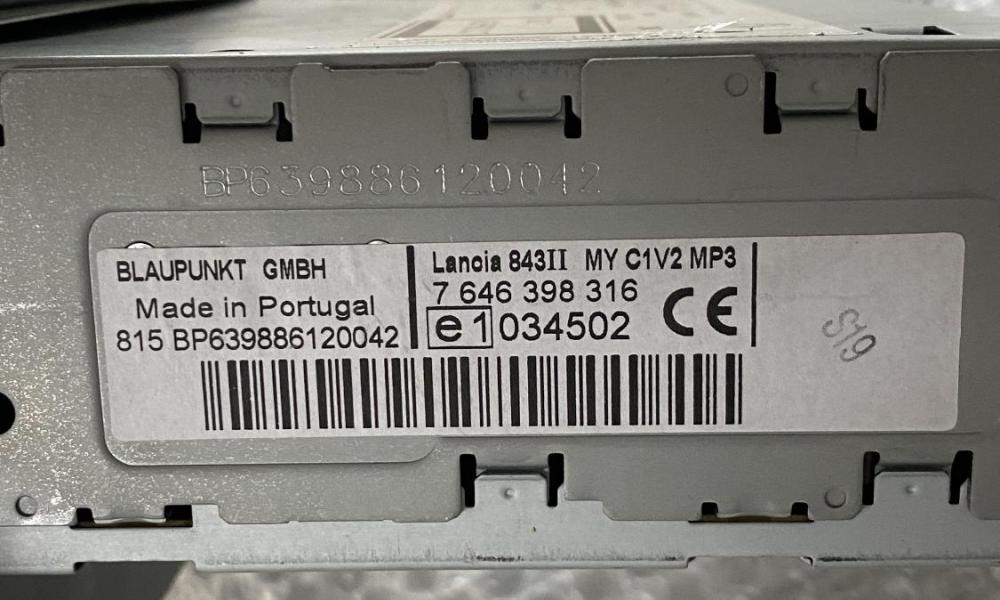 BP639886120042
BLAUPUNKT GMBH
Made in Portugal
815 BP639886120042
Lancia 843II MY C1V2 MP3
7 646 398 316
e1 034502 CE
S19